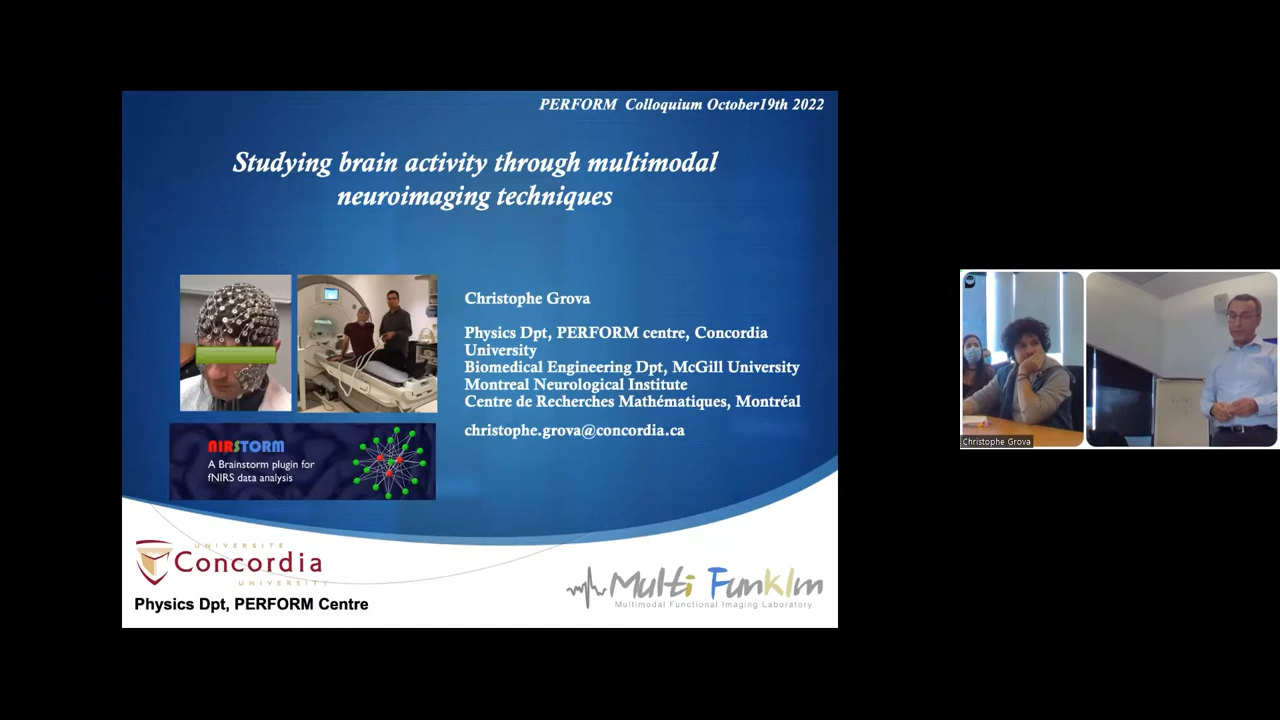 PERFORM Colloquium October19th 2022
Studying brain activity through multimodal
neuroimaging techniques
Christophe Grova
Physics Dpt, PERFORM centre, Concordia
University
Biomedical Engineering Dpt, McGill University
Montreal Neurological Institute
Centre de Recherches Mathématiques, Montréal
christophe.grova@concordia.ca
NIRSTORM
A Brainstorm plugin for
fNIRS data analysis
UNIVERSITÉ
Concordia
UNIVERSITY
Physics Dpt, PERFORM Centre
Multi FunkIm
Multimodal Functional Imaging Laboratory
Christophe Grova